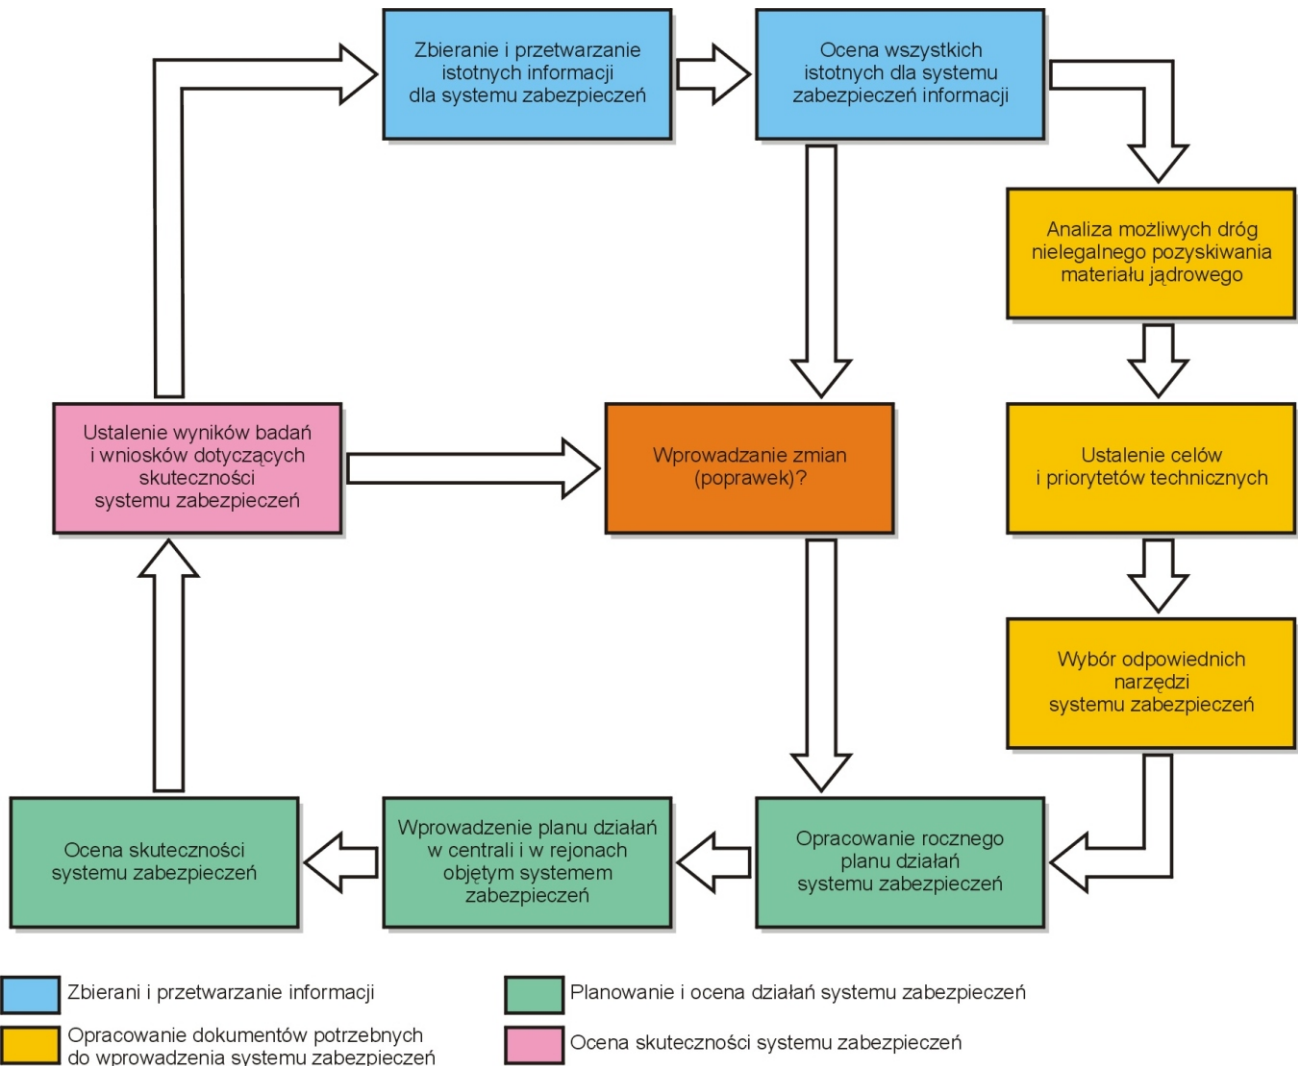 Zbieranie i przetwarzanie
istotnych informacji
dla systemu zabezpieczeń
Ocena wszystkich
istotnych dla systemu
zabezpieczeń informacji
Analiza możliwych dróg
nielegalnego pozyskiwania
materiału jądrowego
Ustalenie wyników badań
i wniosków dotyczących
skuteczności
systemu zabezpieczeń
Wprowadzanie zmian
(poprawek)?
Ustalenie celów
i priorytetów technicznych
Wybór odpowiednich
narzędzi
systemu zabezpieczeń
Ocena skuteczności
systemu zabezpieczeń
Wprowadzenie planu działań
w centrali i w rejonach
objętym systemem
zabezpieczeń
Opracowanie rocznego
planu działań
systemu zabezpieczeń
Zbierani i przetwarzanie informacji
Opracowanie dokumentów potrzebnych
do wprowadzenia systemu zabezpieczeń
Planowanie i ocena działań systemu zabezpieczeń
Ocena skuteczności systemu zabezpieczeń